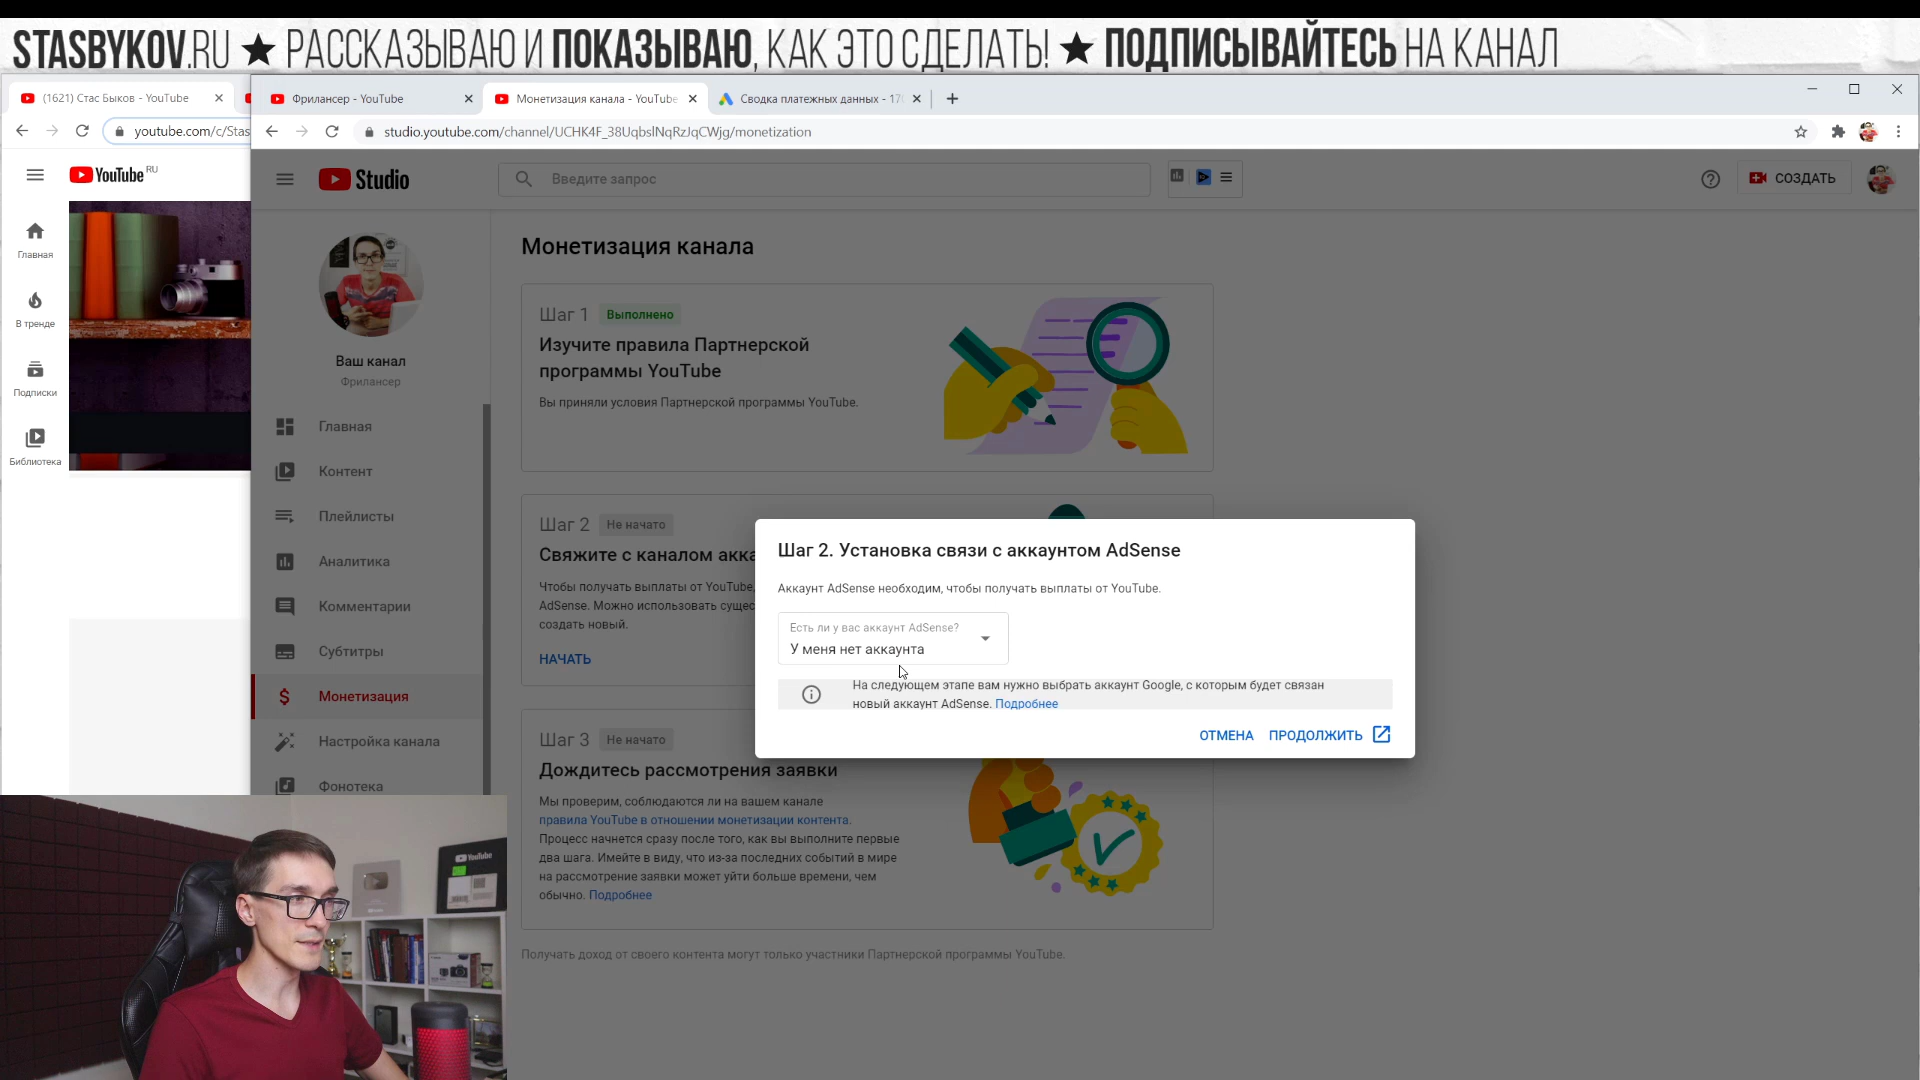 STASBYKOV.RU ★ РАССКАЗЫВАЮ И ПОКАЗЫВАЮ, КАК ЭТО СДЕЛАТЬ! ★ ПОДПИСЫВАЙТЕСЬ НА КАНАЛ
(1621) Стас Быков - YouTube
Фрилансер - YouTube
Монетизация канала - YouTube
Сводка платежных данных - 17
youtube.com/c/Stas
studio.youtube.com/channel/UCHK4F_38UqbslNqRzJqCWjg/monetization
YouTube RU
Главная
В тренде
Подписки
Библиотека
Studio
Введите запрос
СОЗДАТЬ
Ваш канал
Фрилансер
Главная
Контент
Плейлисты
Аналитика
Комментарии
Субтитры
Монетизация
Настройка канала
Фонотека
Монетизация канала
Шаг 1 Выполнено
Изучите правила Партнерской
программы YouTube
Вы приняли условия Партнерской программы YouTube.
Шаг 2 Не начато
Свяжите с каналом акка
Чтобы получать выплаты от YouTube,
AdSense. Можно использовать сущес
создать новый.
НАЧАТЬ
Шаг 2. Установка связи с аккаунтом AdSense
Аккаунт AdSense необходим, чтобы получать выплаты от YouTube.
Есть ли у вас аккаунт AdSense?
У меня нет аккаунта
На следующем этапе вам нужно выбрать аккаунт Google, с которым будет связан
новый аккаунт AdSense. Подробнее
ОТМЕНА ПРОДОЛЖИТЬ
Шаг 3 Не начато
Дождитесь рассмотрения заявки
Мы проверим, соблюдаются ли на вашем канале
правила YouTube в отношении монетизации контента.
Процесс начнется сразу после того, как вы выполните первые
два шага. Имейте в виду, что из-за последних событий в мире
на рассмотрение заявки может уйти больше времени, чем
обычно. Подробнее
Получать доход от своего контента могут только участники Партнерской программы YouTube.
YouTube